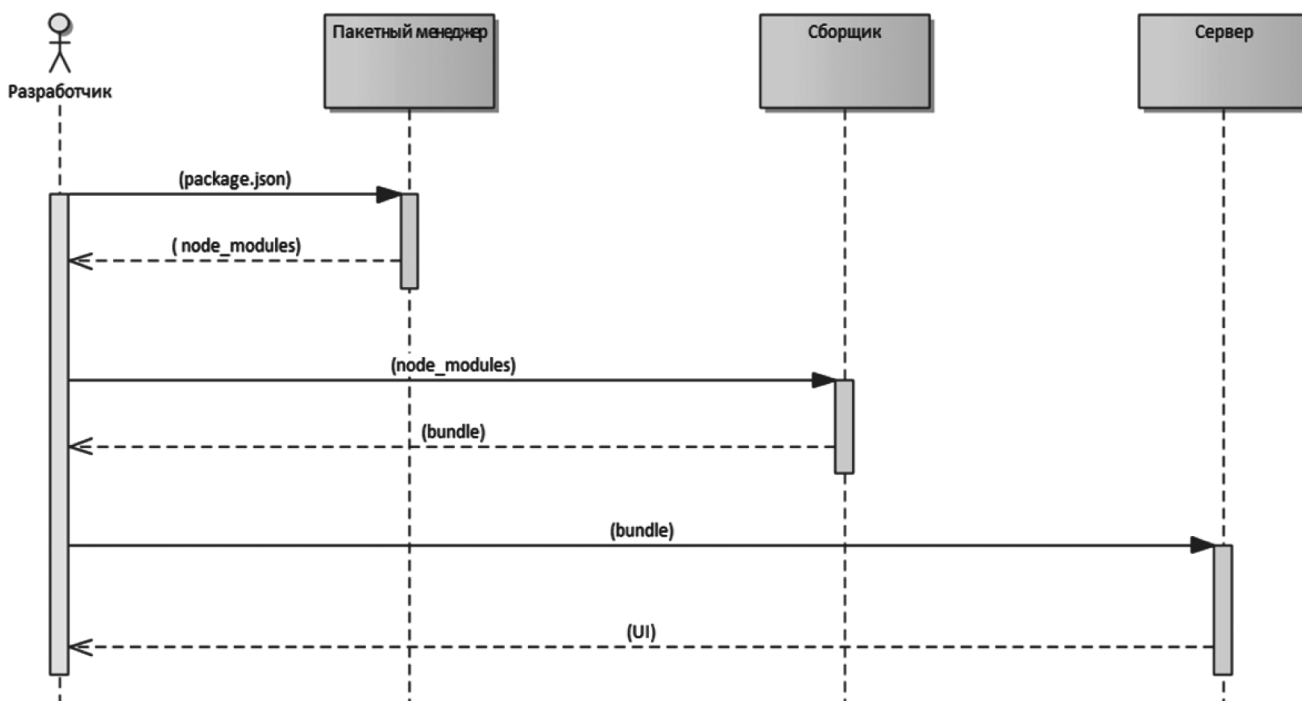 Пакетный менеджер
Сборщик
Сервер
Разработчик
(package.json)
( node_modules)
(node_modules)
(bundle)
(bundle)
(UI)